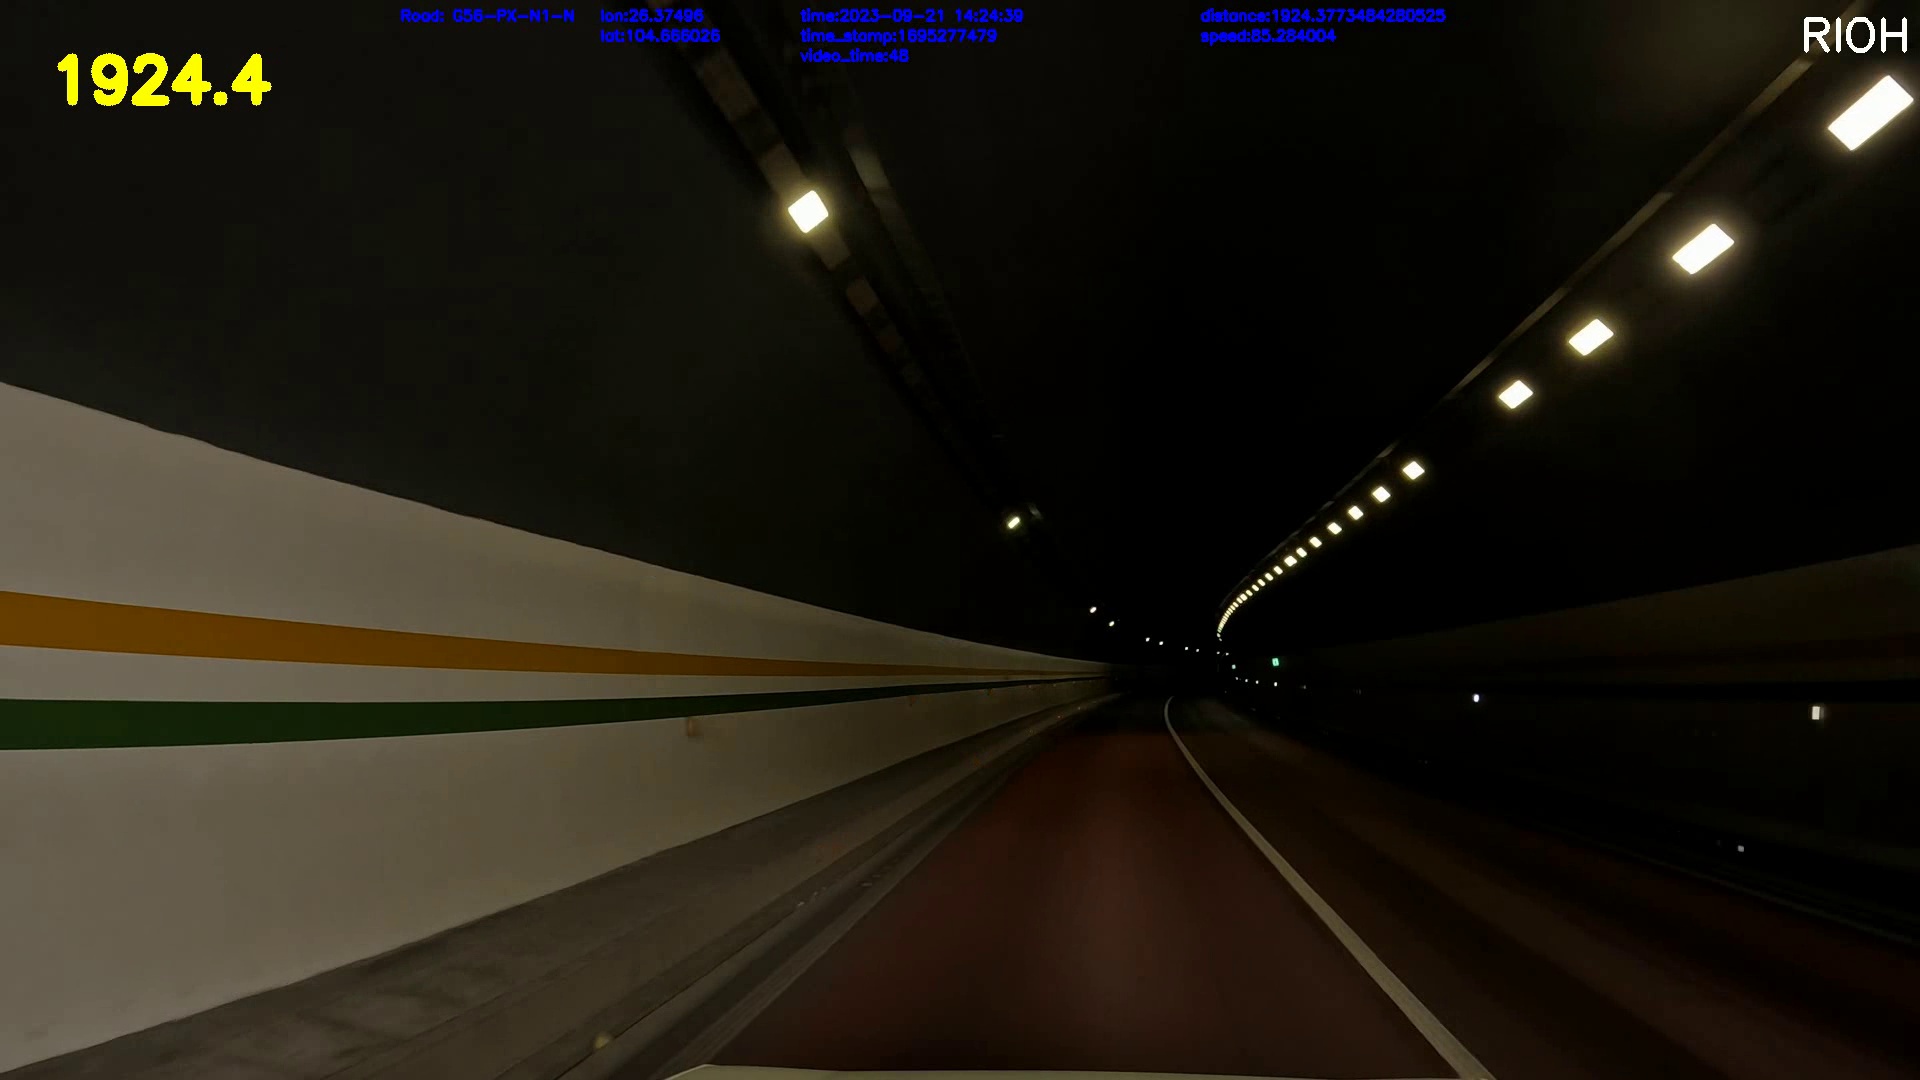 Road: G56-PX-N1-N lon:26.37496 time:2023-09-21 14:24:39 distance:1924.3773484280525
lat:104.666026 time_stamp:1695277479 speed:85.284004
video_time:48
1924.4
RIOH